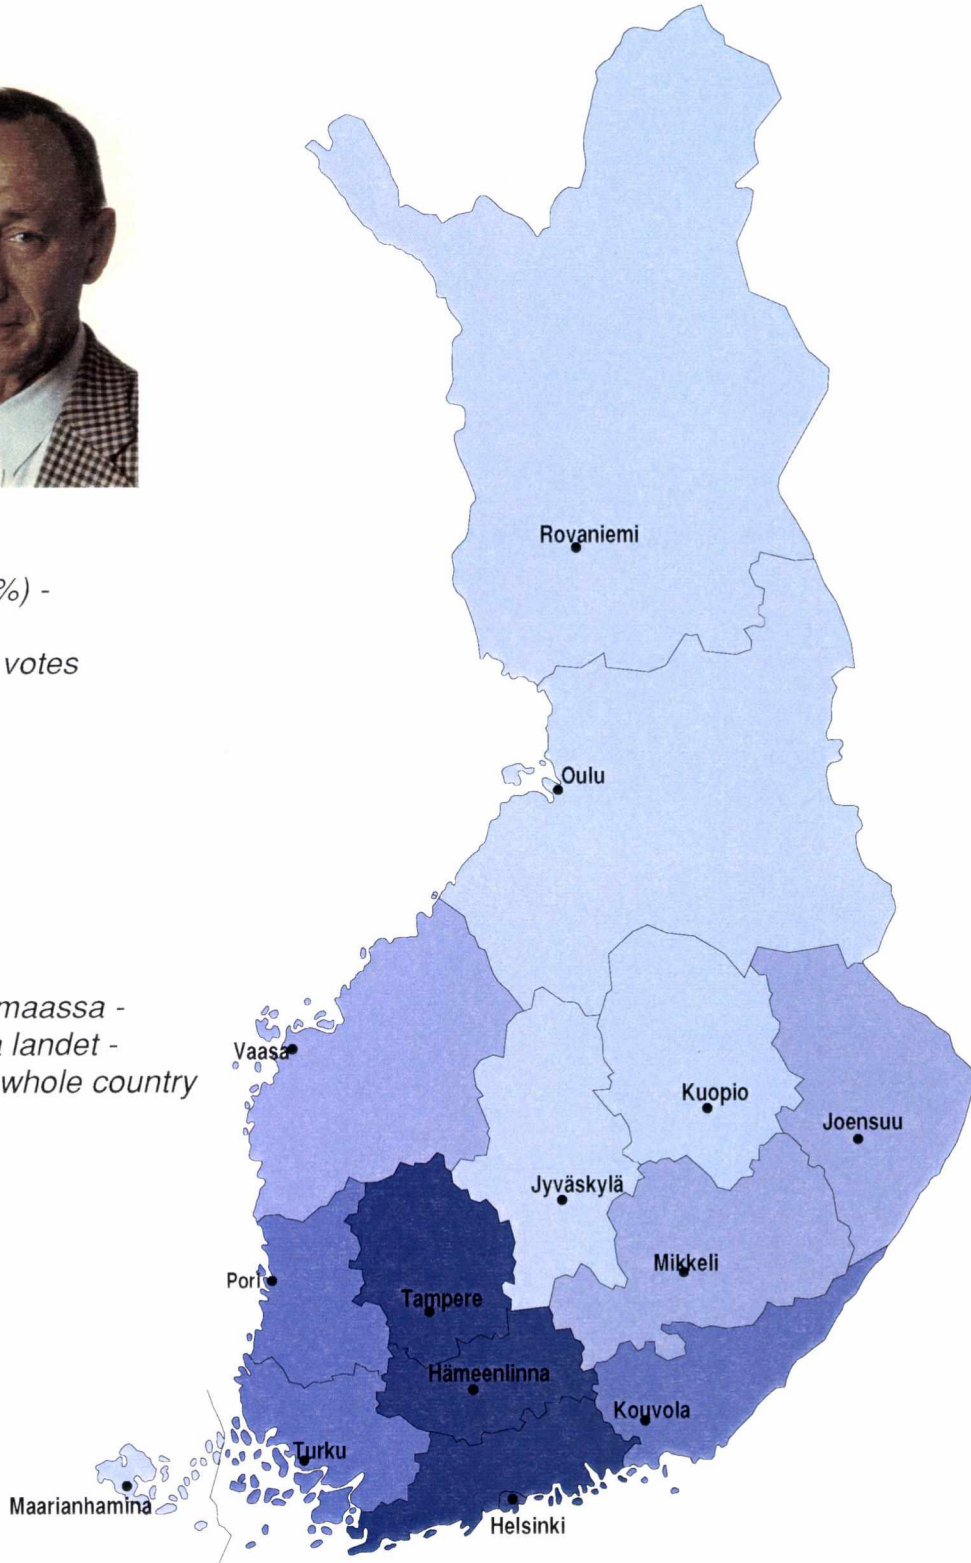 %) -
votes
maassa -
landet -
whole country
Rovaniemi
Oulu
Vaasa
Kuopio
Joensuu
Jyväskylä
Mikkeli
Pori
Tampere
Hämeenlinna
Kouvola
Turku
Maarianhamina
Helsinki